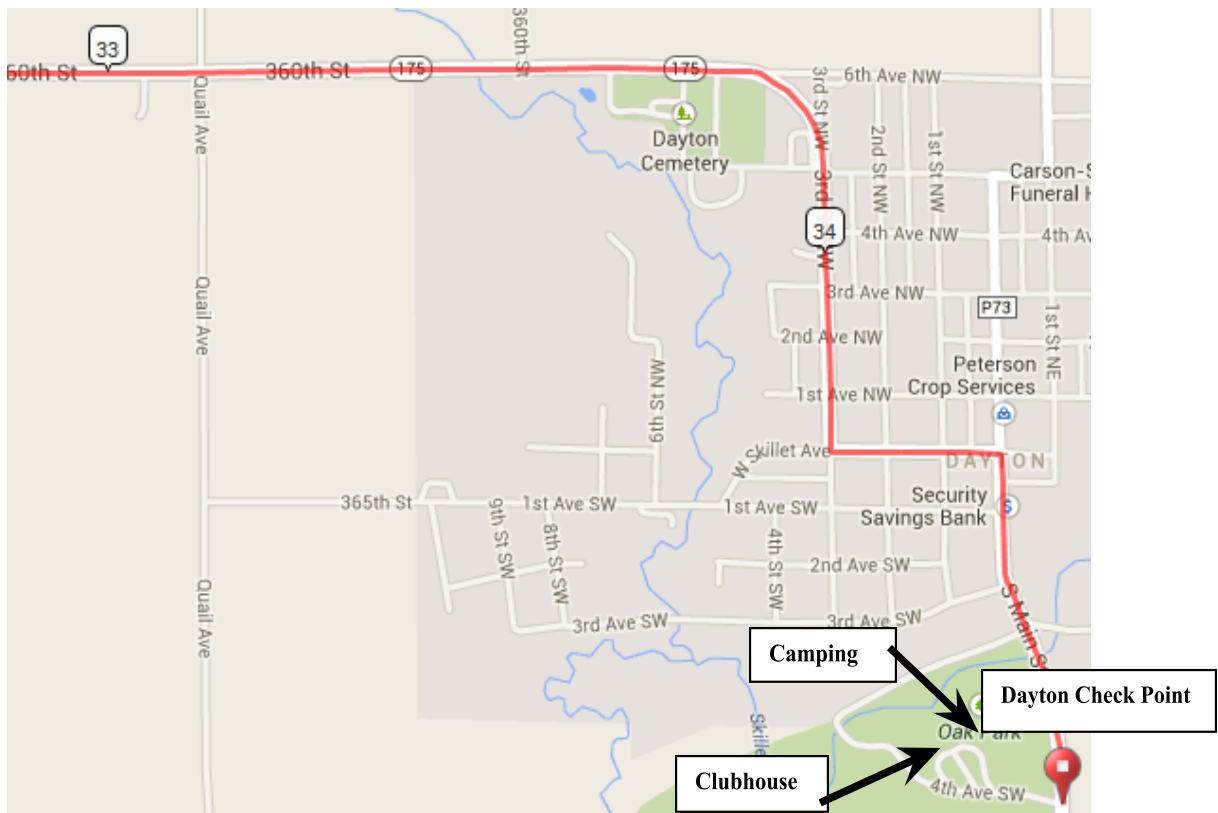 33
60th St
360th St
175
360th St
175
3rd St NW
6th Ave NW
Quail Ave
Dayton
Cemetery
2nd St NW
1st St NW
Carson-S
Funeral H
3rd
34
W
4th Ave NW
4th Av
Quail Ave
3rd Ave NW
P73
1st St NE
2nd Ave NW
Peterson
Crop Services
6th St NW
1st Ave NW
killet Ave
DAYTON
W St
365th St
1st Ave SW
1st Ave SW
Security
Savings Bank
9th St SW
8th St SW
4th St SW
2nd Ave SW
Quail Ave
3rd Ave SW
3rd Ave SW
S Main S
Camping
Dayton Check Point
Skille
Oak Park
Clubhouse
4th Ave SW